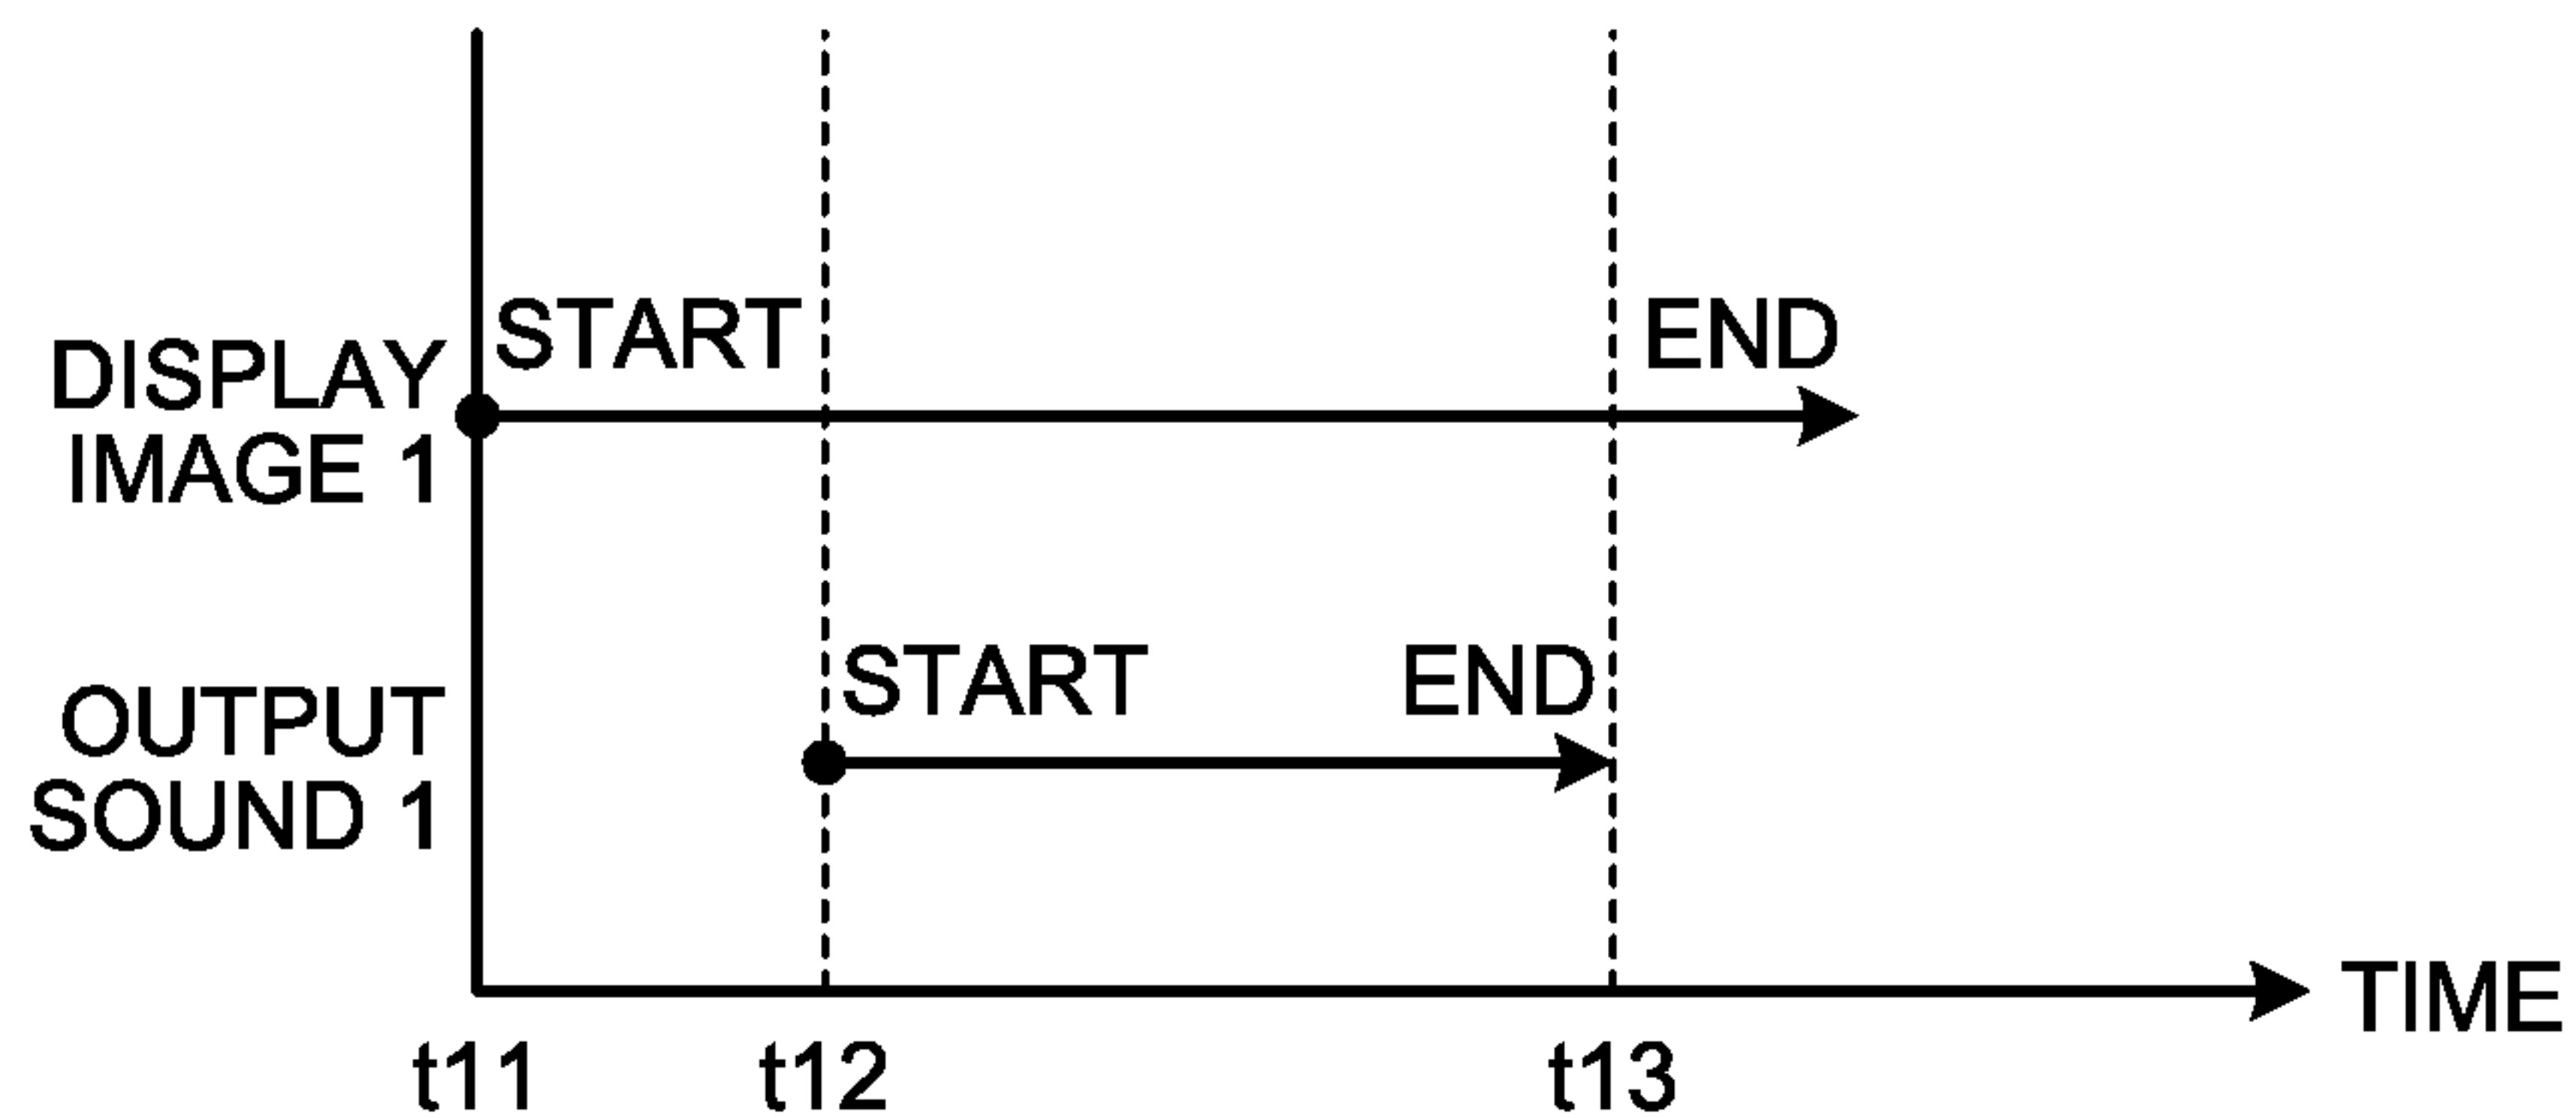 START
END
DISPLAY
IMAGE 1
START
END
OUTPUT
SOUND 1
TIME
t11
t12
t13